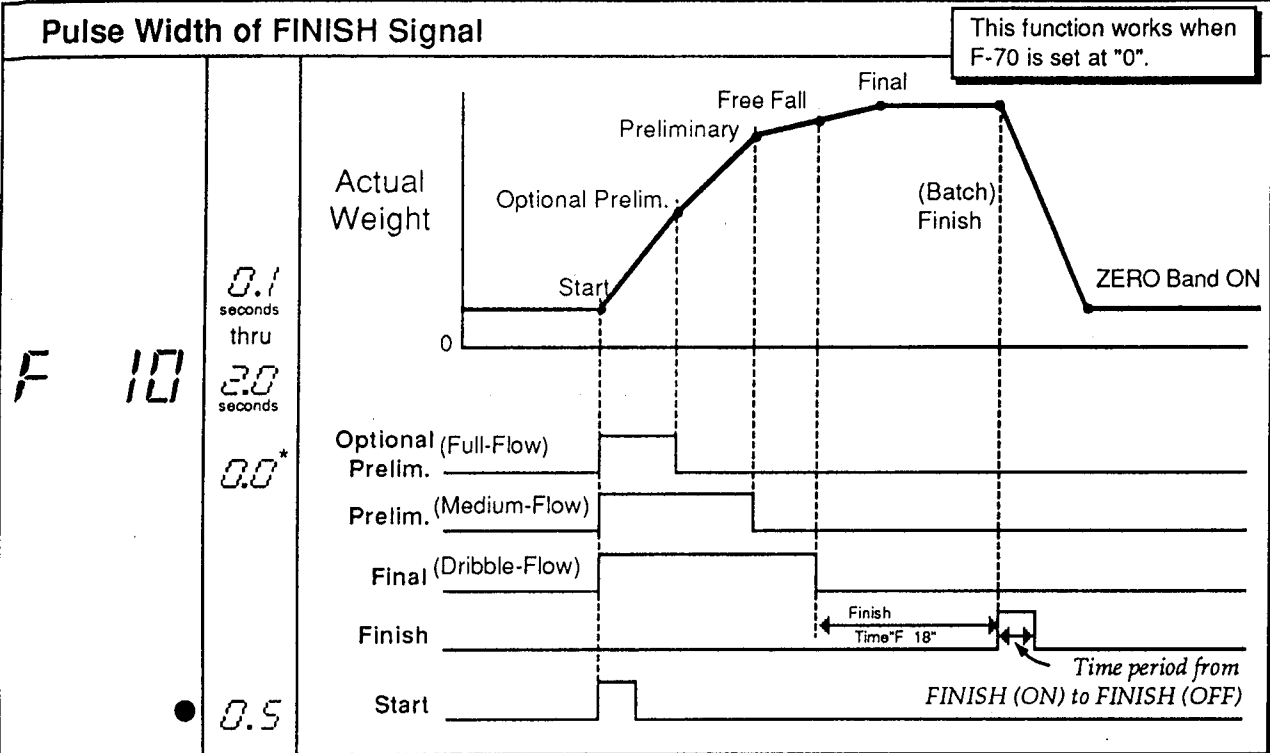 Pulse Width of FINISH Signal
This function works when
F-70 is set at "0".
F 10
0.1
seconds
thru
2.0
seconds
0.0*
● 0.5
Actual
Weight
0
Start
Optional Prelim.
Preliminary
Free Fall
Final
(Batch)
Finish
ZERO Band ON
Optional (Full-Flow)
Prelim.
Prelim. (Medium-Flow)
Final (Dribble-Flow)
Finish
Finish
Time"F 18"
Time period from
FINISH (ON) to FINISH (OFF)
Start